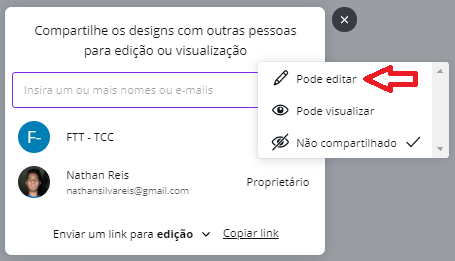 Compartilhe os designs com outras pessoas
para edição ou visualização
Insira um ou mais nomes ou e-mails
Pode editar
Pode visualizar
Não compartilhado
F-
FTT - TCC
Nathan Reis
nathansilvareis@gmail.com
Proprietário
Enviar um link para edição
Copiar link